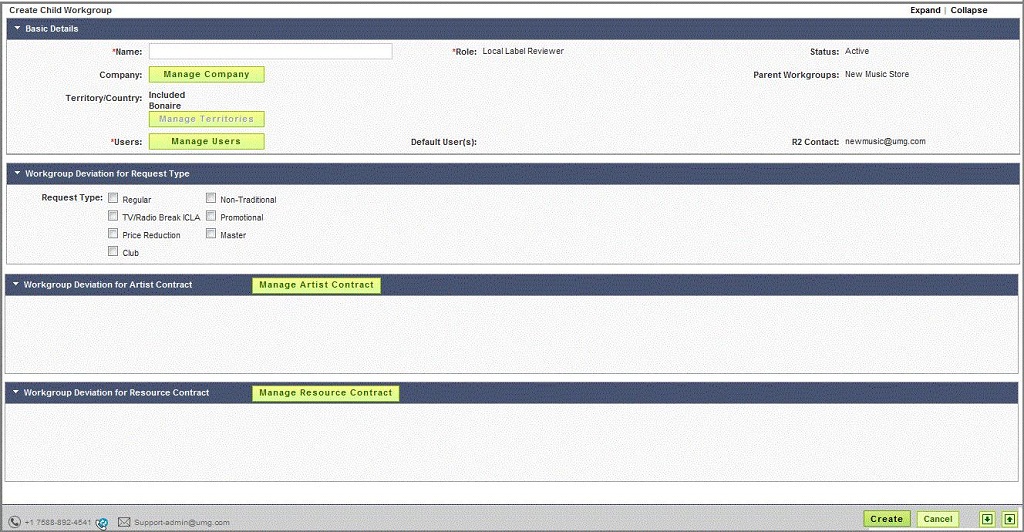 Create Child Workgroup Expand | Collapse
Basic Details
*Name: *Role: Local Label Reviewer Status: Active
Company: Manage Company Parent Workgroups: New Music Store
Territory/Country: Included
Bonaire
Manage Territories
*Users: Manage Users Default User(s): R2 Contact: newmusic@umg.com
Workgroup Deviation for Request Type
Request Type: Regular Non-Traditional
TV/Radio Break ICLA Promotional
Price Reduction Master
Club
Workgroup Deviation for Artist Contract Manage Artist Contract
Workgroup Deviation for Resource Contract Manage Resource Contract
+1 7588-892-4541 Support-admin@umg.com Create Cancel